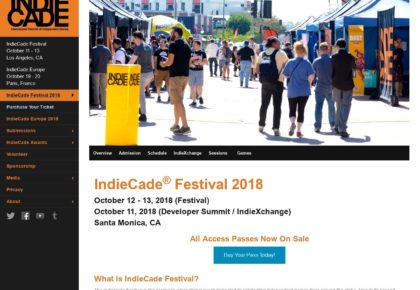 INDIE
CADE
International Festival of Independent Games
IndieCade Festival
October 11 - 13
Los Angeles, CA
IndieCade Europe
October 19 - 20
Paris, France
IndieCade Festival 2018
Purchase Your Ticket
IndieCade Europe 2018
Submissions
IndieCade Awards
Volunteer
Sponsorship
Media
Privacy
About
INDIE
CADE
Overview Admission Schedule IndieXchange Sessions Games
IndieCade® Festival 2018
October 12 - 13, 2018 (Festival)
October 11, 2018 (Developer Summit / IndieXchange)
Santa Monica, CA
All Access Passes Now On Sale
Buy Your Pass Today!
What is IndieCade Festival?